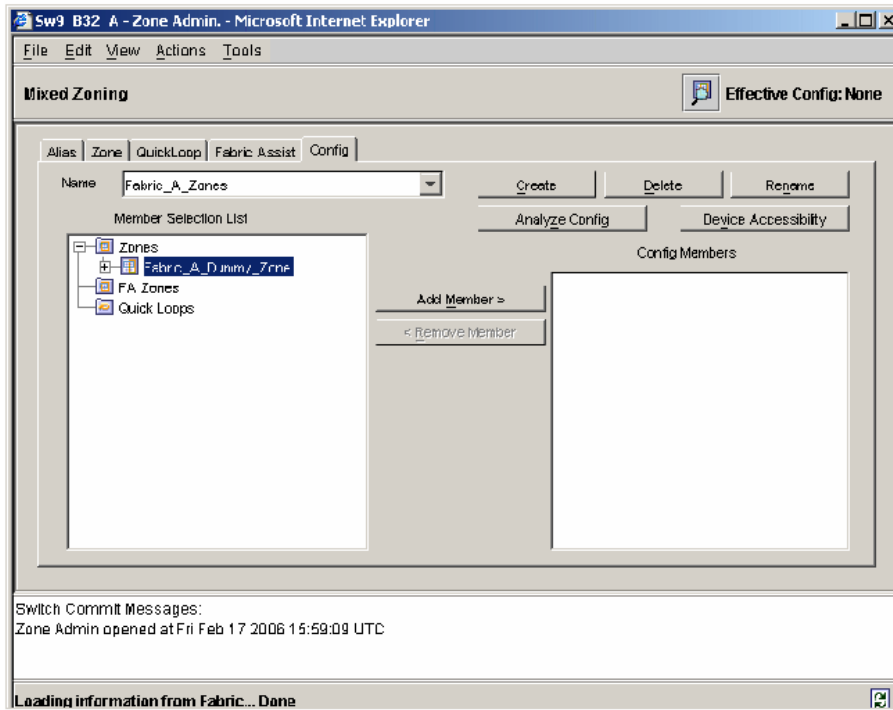 Sw9_B32_A - Zone Admin. - Microsoft Internet Explorer
File Edit View Actions Tools
Mixed Zoning
Effective Config: None
Alias Zone QuickLoop Fabric Assist Config
Name Fabric_A_Zones Create Delete Rename
Member Selection List Analyze Config Device Accessibility
Zones Config Members
Fabric_A_Dummy_Zone
FA Zones
Add Member >
Quick Loops
< Remove Member
Switch Commit Messages:
Zone Admin opened at Fri Feb 17 2006 15:59:09 UTC
Loading information from Fabric... Done